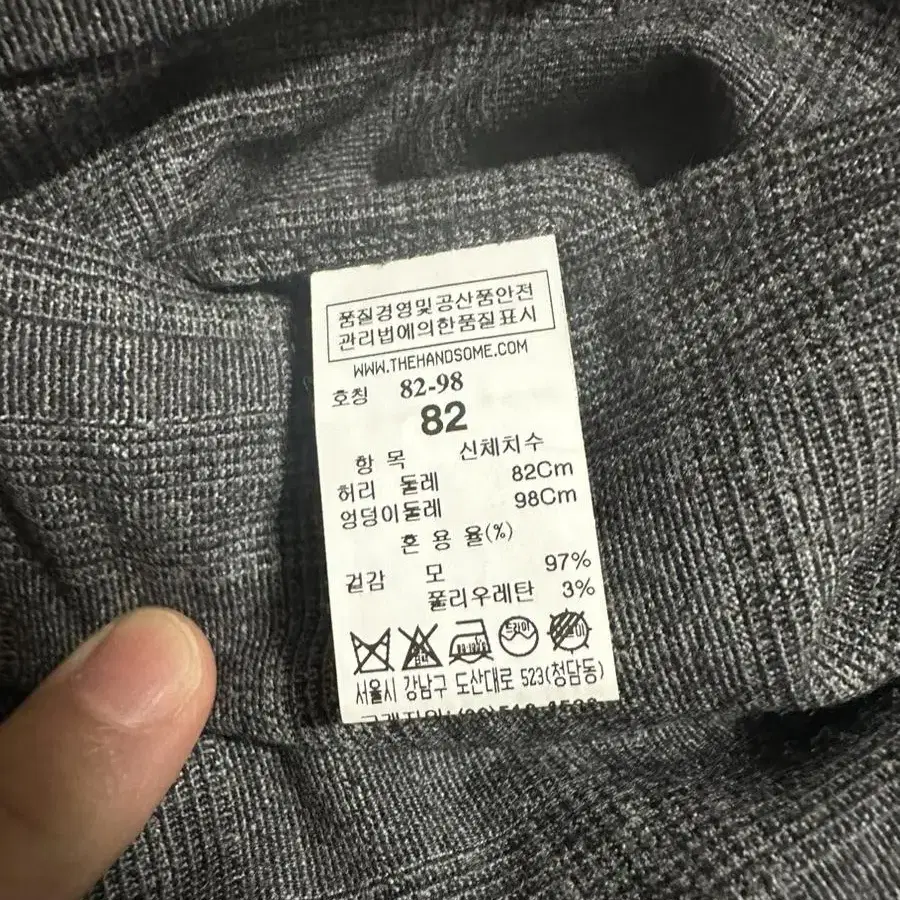 품질경영및공산품안전
관리법에의한품질표시
WWW.THEHANDSOME.COM
호칭 82-98
82
항 목 신체치수
허리 둘레 82Cm
엉덩이둘레 98Cm
혼 용 율(%)
겉감 모 97%
폴리우레탄 3%
드라이
서울시 강남구 도산대로 523(청담동)